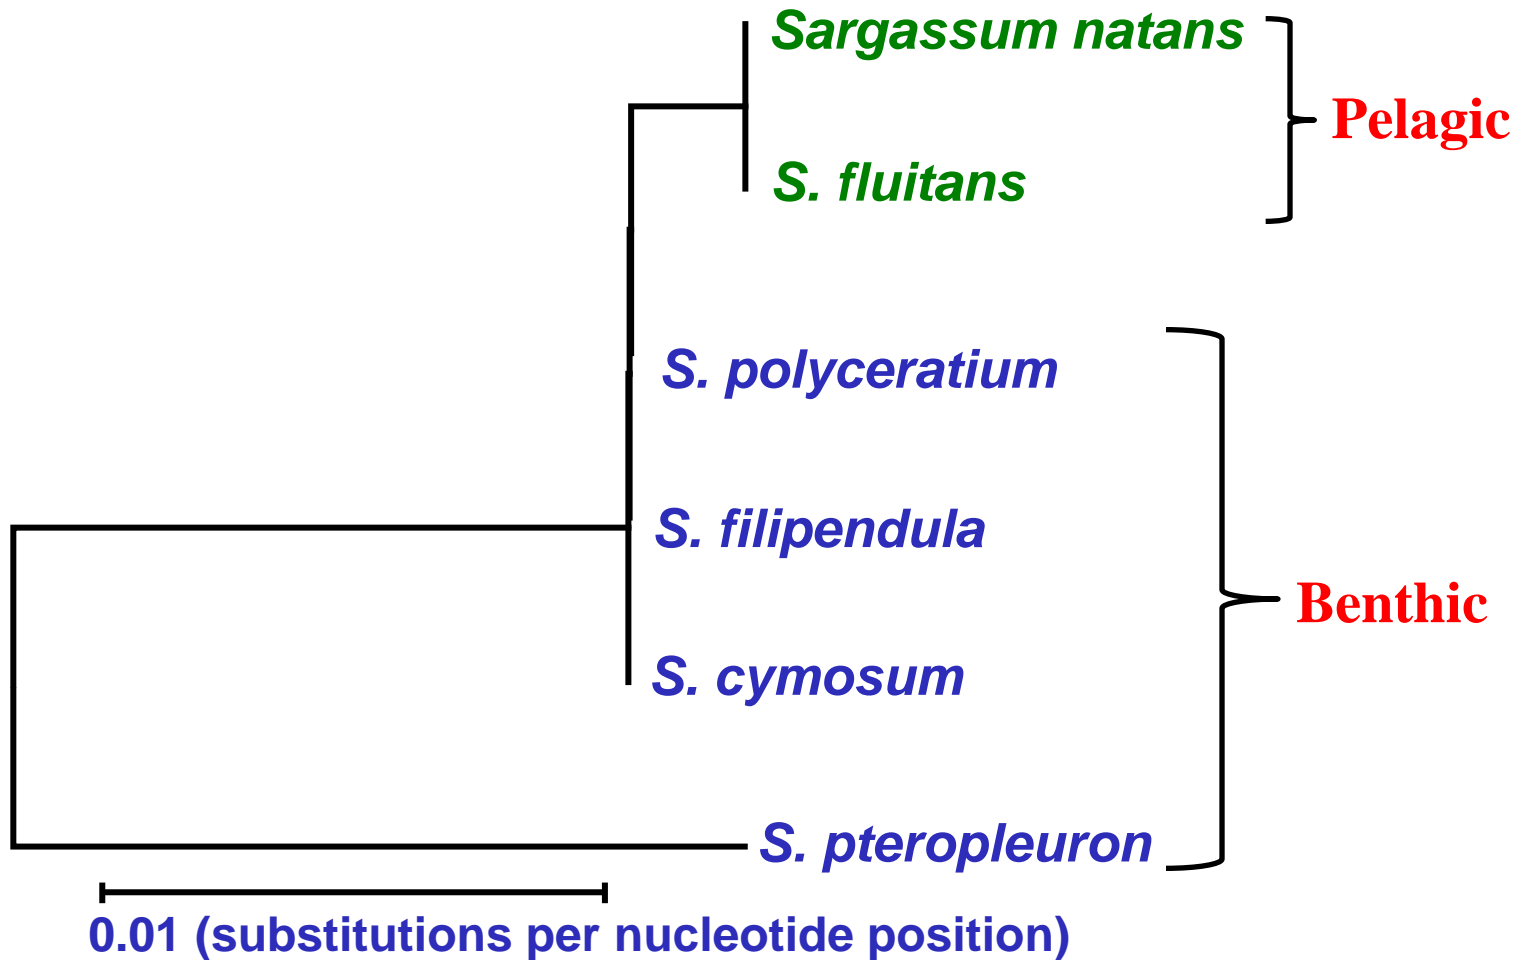 Sargassum natans
Pelagic
S. fluitans
S. polyceratium
S. filipendula
Benthic
S. cymosum
S. pteropleuron
0.01 (substitutions per nucleotide position)